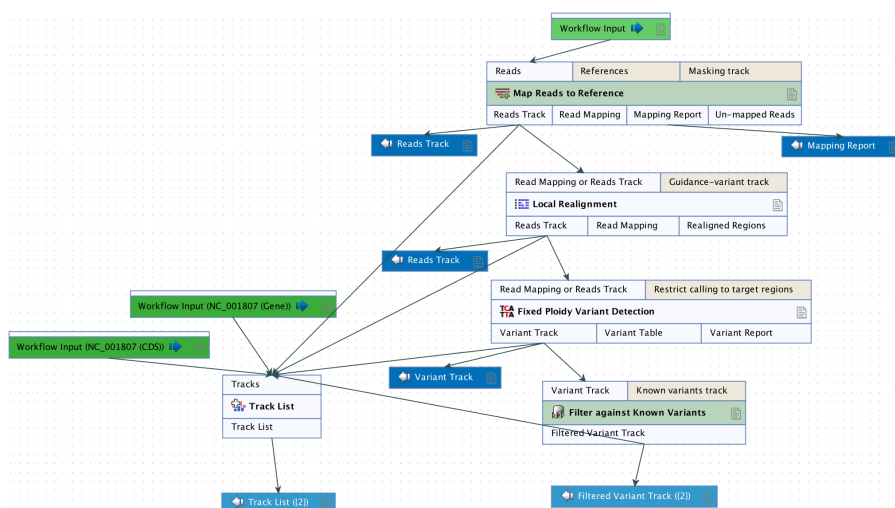 Workflow Input
Reads References Masking track
Map Reads to Reference
Reads Track Read Mapping Mapping Report Un-mapped Reads
Reads Track
Mapping Report
Read Mapping or Reads Track Guidance-variant track
Local Realignment
Reads Track Read Mapping Realigned Regions
Reads Track
Read Mapping or Reads Track Restrict calling to target regions
Workflow Input (NC_001807 (Gene))
Fixed Ploidy Variant Detection
Variant Track Variant Table Variant Report
Workflow Input (NC_001807 (CDS))
Variant Track
Tracks
Variant Track Known variants track
Track List
Filter against Known Variants
Track List
Filtered Variant Track
Filtered Variant Track ({2})
Track List ({2})